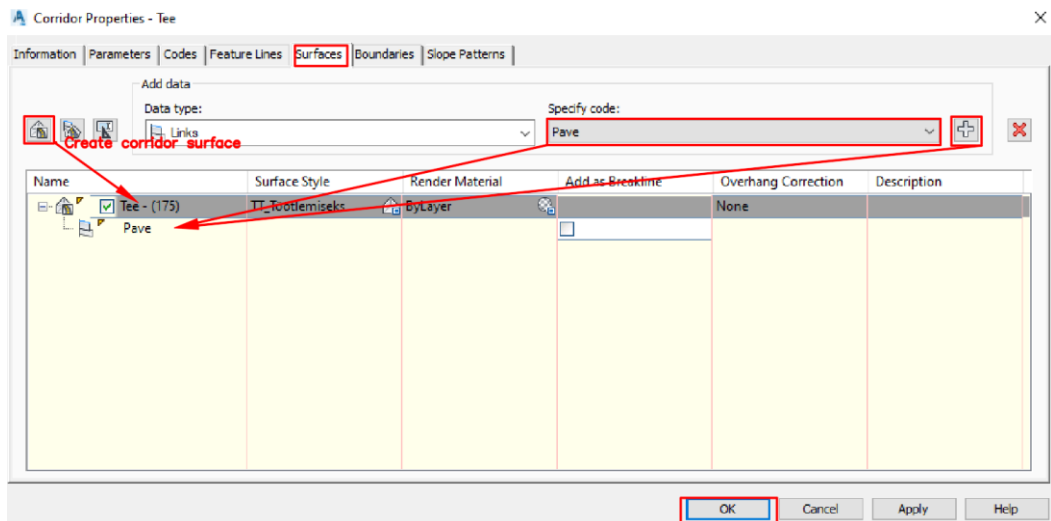 Corridor Properties - Tee
Information Parameters Codes Feature Lines Surfaces Boundaries Slope Patterns
Add data
Data type:
Specify code:
Links
Pave
Create corridor surface
Name Surface Style Render Material Add as Breakline Overhang Correction Description
Tee - (175) TT_Tootlemiseks ByLayer None
Pave
OK Cancel Apply Help